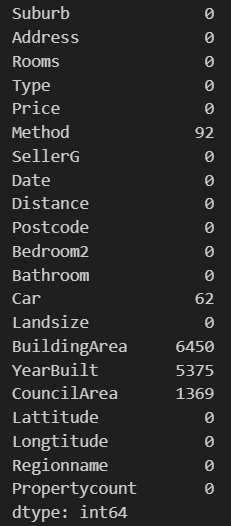 Suburb 0
Address 0
Rooms 0
Type 0
Price 0
Method 92
SellerG 0
Date 0
Distance 0
Postcode 0
Bedroom2 0
Bathroom 0
Car 62
Landsize 0
BuildingArea 6450
YearBuilt 5375
CouncilArea 1369
Lattitude 0
Longtitude 0
Regionname 0
Propertycount 0
dtype: int64